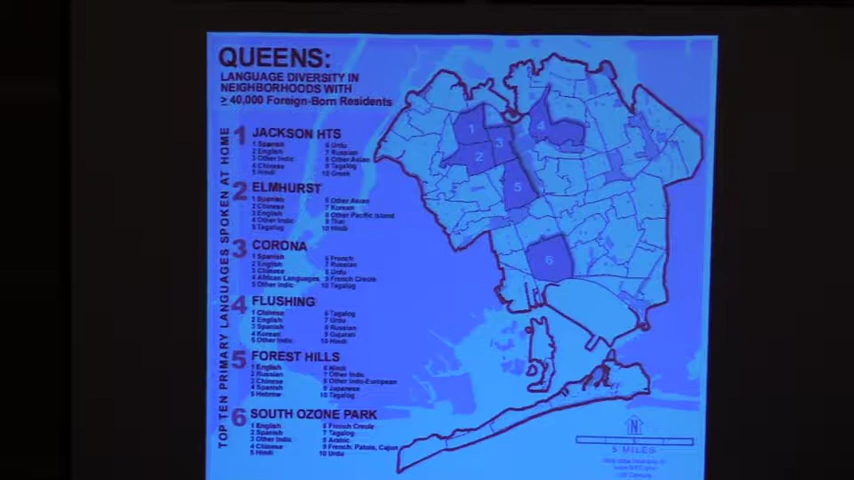 QUEENS:
LANGUAGE DIVERSITY IN
NEIGHBORHOODS WITH
≥ 40,000 Foreign-Born Residents
TOP TEN PRIMARY LANGUAGES SPOKEN AT HOME
1 JACKSON HTS
1 Spanish 6 Urdu
2 English 7 Russian
3 Other Indic 8 Other Asian
4 Chinese 9 Tagalog
5 Hindi 10 Greek
2 ELMHURST
1 Spanish 6 Other Asian
2 Chinese 7 Korean
3 English 8 Other Pacific Island
4 Other Indic 9 Thai
5 Tagalog 10 Hindi
3 CORONA
1 Spanish 6 French
2 English 7 Russian
3 Chinese 8 Urdu
4 African Languages 9 French Creole
5 Other Indic 10 Tagalog
4 FLUSHING
1 Chinese 6 Tagalog
2 English 7 Urdu
3 Spanish 8 Russian
4 Korean 9 Gujarati
5 Other Indic 10 Hindi
5 FOREST HILLS
1 English 6 Hindi
2 Russian 7 Other Indic
3 Chinese 8 Other Indo-European
4 Spanish 9 Japanese
5 Hebrew 10 Tagalog
6 SOUTH OZONE PARK
1 English 6 French Creole
2 Spanish 7 Tagalog
3 Other Indic 8 Arabic
4 Chinese 9 French: Patois, Cajun
5 Hindi 10 Urdu
1
2
3
4
5
6
N
5 MILES